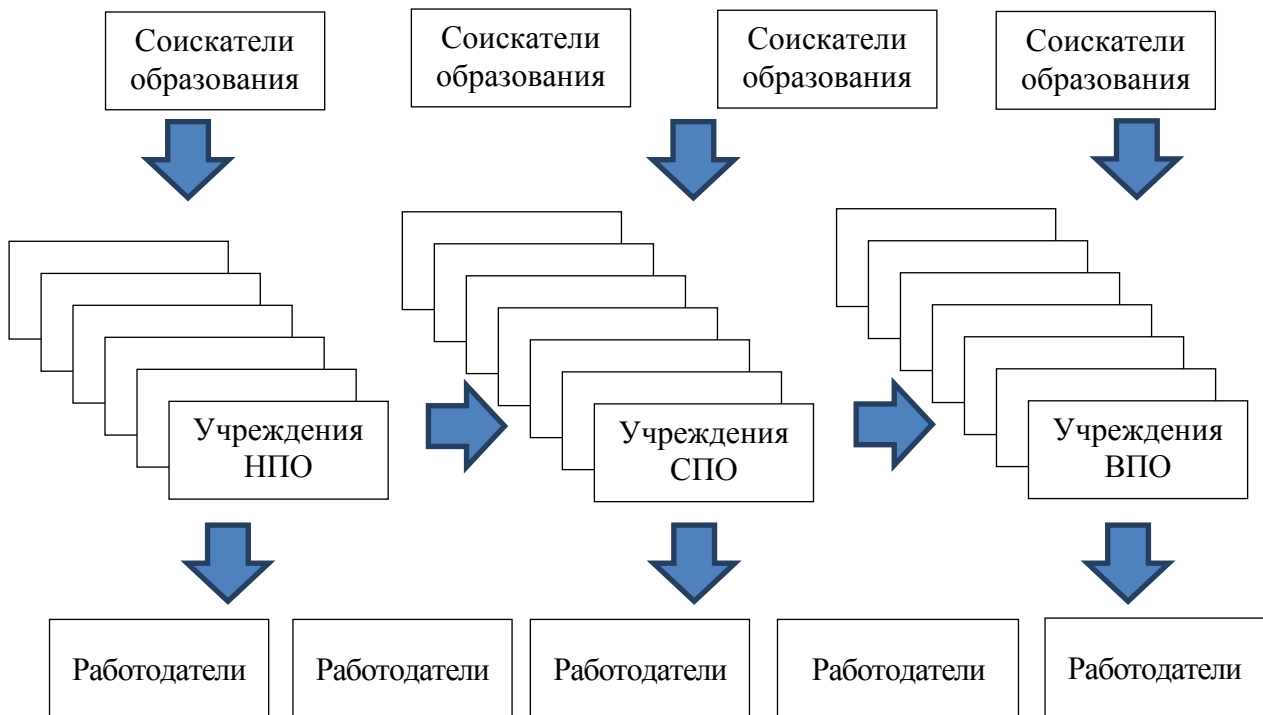 Соискатели
образования
Соискатели
образования
Соискатели
образования
Соискатели
образования
Учреждения
НПО
Учреждения
СПО
Учреждения
ВПО
Работодатели
Работодатели
Работодатели
Работодатели
Работодатели